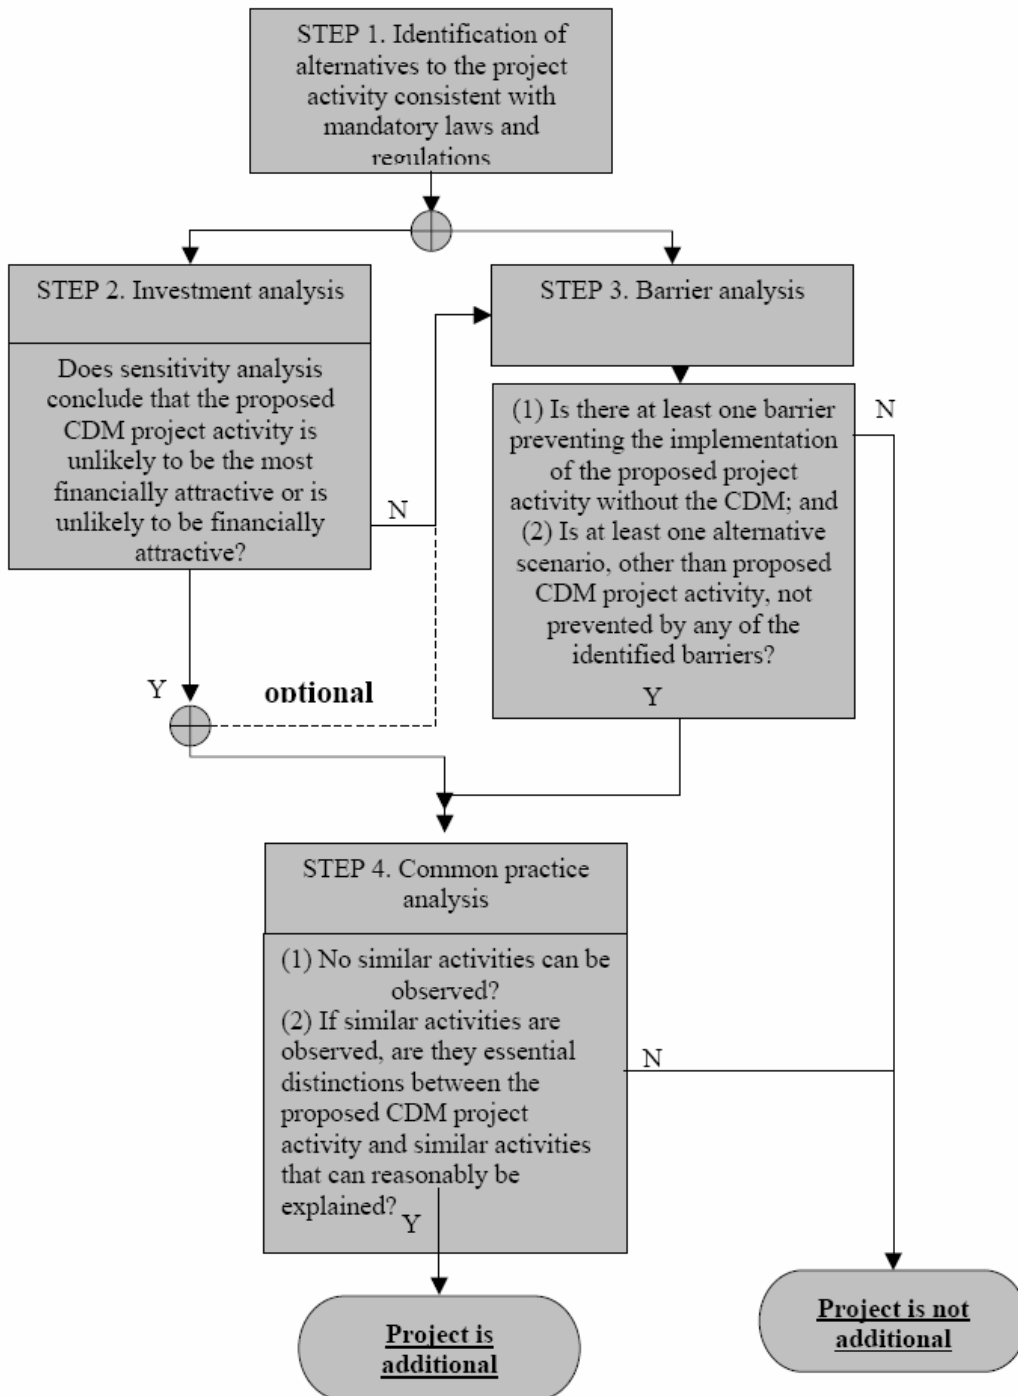 STEP 1. Identification of
alternatives to the project
activity consistent with
mandatory laws and
regulations
STEP 2. Investment analysis
Does sensitivity analysis
conclude that the proposed
CDM project activity is
unlikely to be the most
financially attractive or is
unlikely to be financially
attractive?
N
Y
optional
STEP 3. Barrier analysis
(1) Is there at least one barrier
preventing the implementation
of the proposed project
activity without the CDM; and
(2) Is at least one alternative
scenario, other than proposed
CDM project activity, not
prevented by any of the
identified barriers?
N
Y
STEP 4. Common practice
analysis
(1) No similar activities can be
observed?
(2) If similar activities are
observed, are they essential
distinctions between the
proposed CDM project
activity and similar activities
that can reasonably be
explained?
N
Y
Project is
additional
Project is not
additional